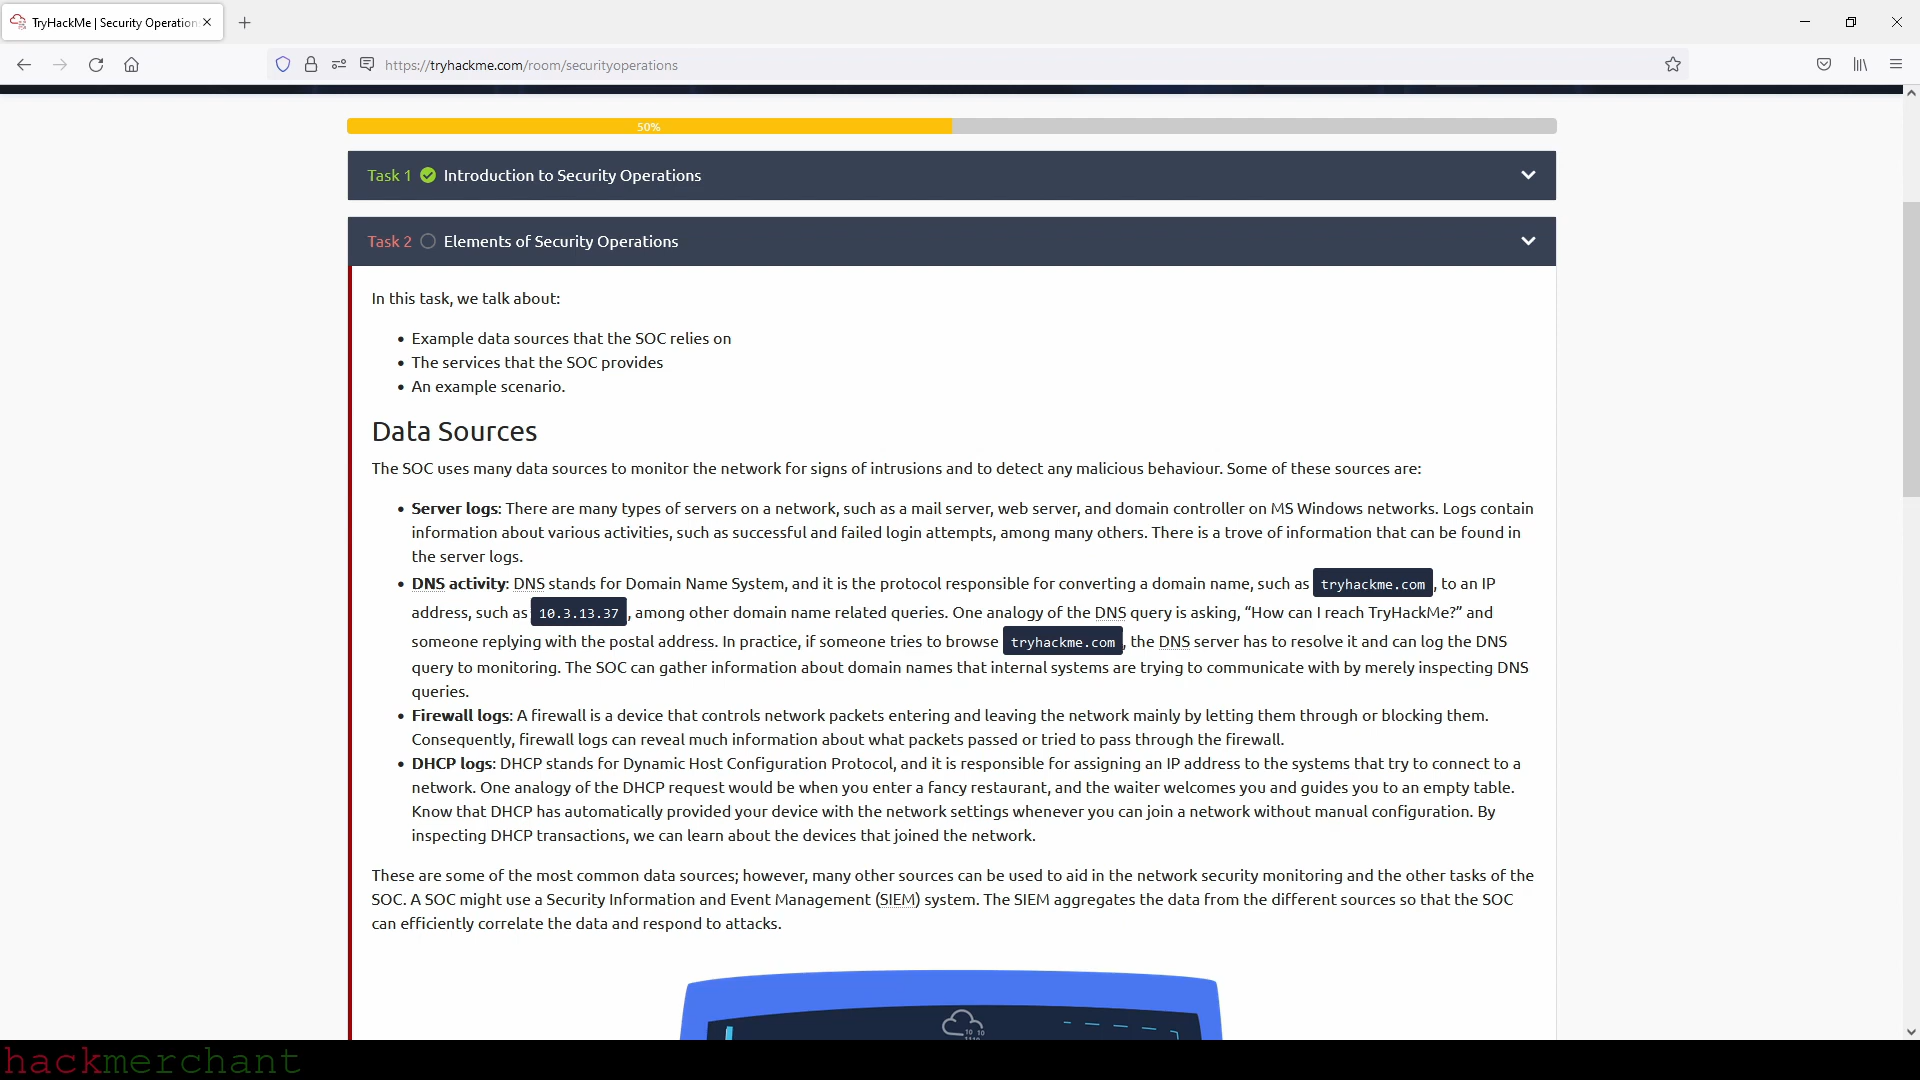 TryHackMe | Security Operation
https://tryhackme.com/room/securityoperations
50%
Task 1 Introduction to Security Operations
Task 2 Elements of Security Operations
In this task, we talk about:
• Example data sources that the SOC relies on
• The services that the SOC provides
• An example scenario.
Data Sources
The SOC uses many data sources to monitor the network for signs of intrusions and to detect any malicious behaviour. Some of these sources are:
• Server logs: There are many types of servers on a network, such as a mail server, web server, and domain controller on MS Windows networks. Logs contain
information about various activities, such as successful and failed login attempts, among many others. There is a trove of information that can be found in
the server logs.
• DNS activity: DNS stands for Domain Name System, and it is the protocol responsible for converting a domain name, such as tryhackme.com, to an IP
address, such as 10.3.13.37, among other domain name related queries. One analogy of the DNS query is asking, “How can I reach TryHackMe?” and
someone replying with the postal address. In practice, if someone tries to browse tryhackme.com, the DNS server has to resolve it and can log the DNS
query to monitoring. The SOC can gather information about domain names that internal systems are trying to communicate with by merely inspecting DNS
queries.
• Firewall logs: A firewall is a device that controls network packets entering and leaving the network mainly by letting them through or blocking them.
Consequently, firewall logs can reveal much information about what packets passed or tried to pass through the firewall.
• DHCP logs: DHCP stands for Dynamic Host Configuration Protocol, and it is responsible for assigning an IP address to the systems that try to connect to a
network. One analogy of the DHCP request would be when you enter a fancy restaurant, and the waiter welcomes you and guides you to an empty table.
Know that DHCP has automatically provided your device with the network settings whenever you can join a network without manual configuration. By
inspecting DHCP transactions, we can learn about the devices that joined the network.
These are some of the most common data sources; however, many other sources can be used to aid in the network security monitoring and the other tasks of the
SOC. A SOC might use a Security Information and Event Management (SIEM) system. The SIEM aggregates the data from the different sources so that the SOC
can efficiently correlate the data and respond to attacks.
10 10
hackmerchant